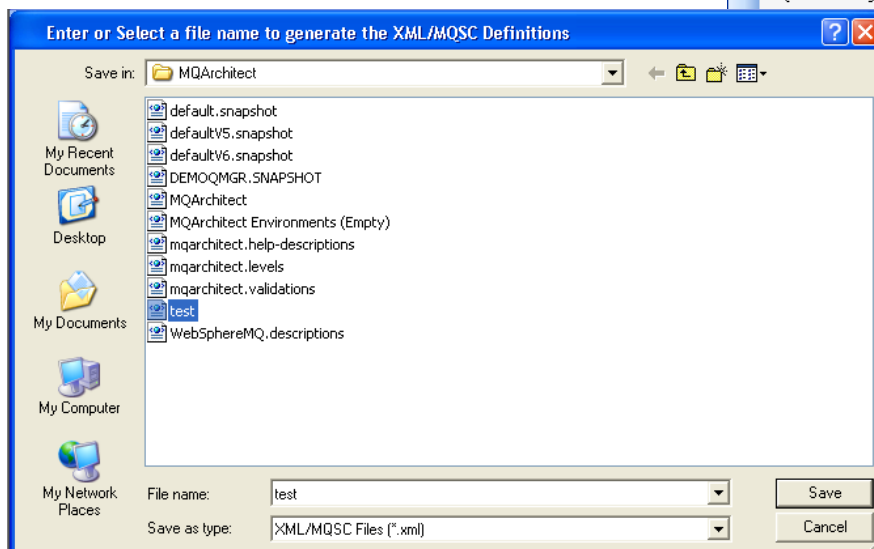 Enter or Select a file name to generate the XML/MQSC Definitions
Save in:
MQArchitect
default.snapshot
defaultV5.snapshot
defaultV6.snapshot
DEMOQMGR.SNAPSHOT
MQArchitect
MQArchitect Environments (Empty)
mqarchitect.help-descriptions
mqarchitect.levels
mqarchitect.validations
test
WebSphereMQ.descriptions
My Recent
Documents
Desktop
My Documents
My Computer
My Network
Places
File name:
test
Save
Save as type:
XML/MQSC Files (*.xml)
Cancel